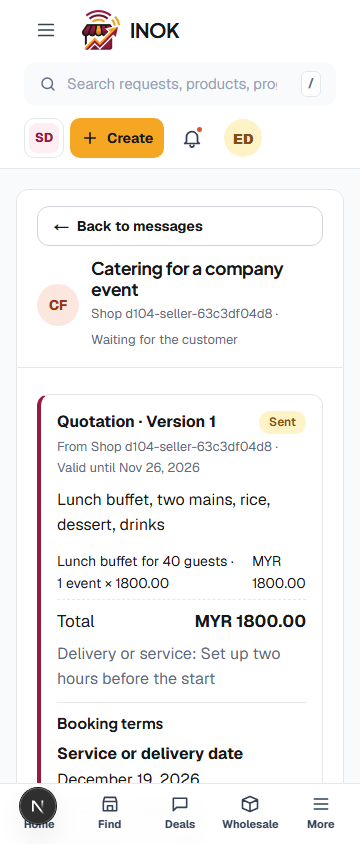 INOK
Search requests, products, pro
/
SD
+ Create
ED
← Back to messages
CF
Catering for a company
event
Shop d104-seller-63c3df04d8 ·
Waiting for the customer
Quotation · Version 1
Sent
From Shop d104-seller-63c3df04d8 ·
Valid until Nov 26, 2026
Lunch buffet, two mains, rice,
dessert, drinks
Lunch buffet for 40 guests · MYR
1 event × 1800.00 1800.00
Total MYR 1800.00
Delivery or service: Set up two
hours before the start
Booking terms
Service or delivery date
December 19, 2026
N
Home Find Deals Wholesale More